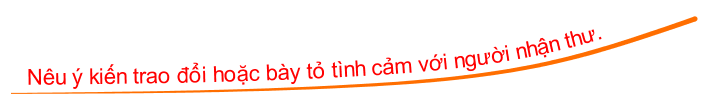 Nêu ý kiến trao đổi hoặc bày tỏ tình cảm với người nhận thư.